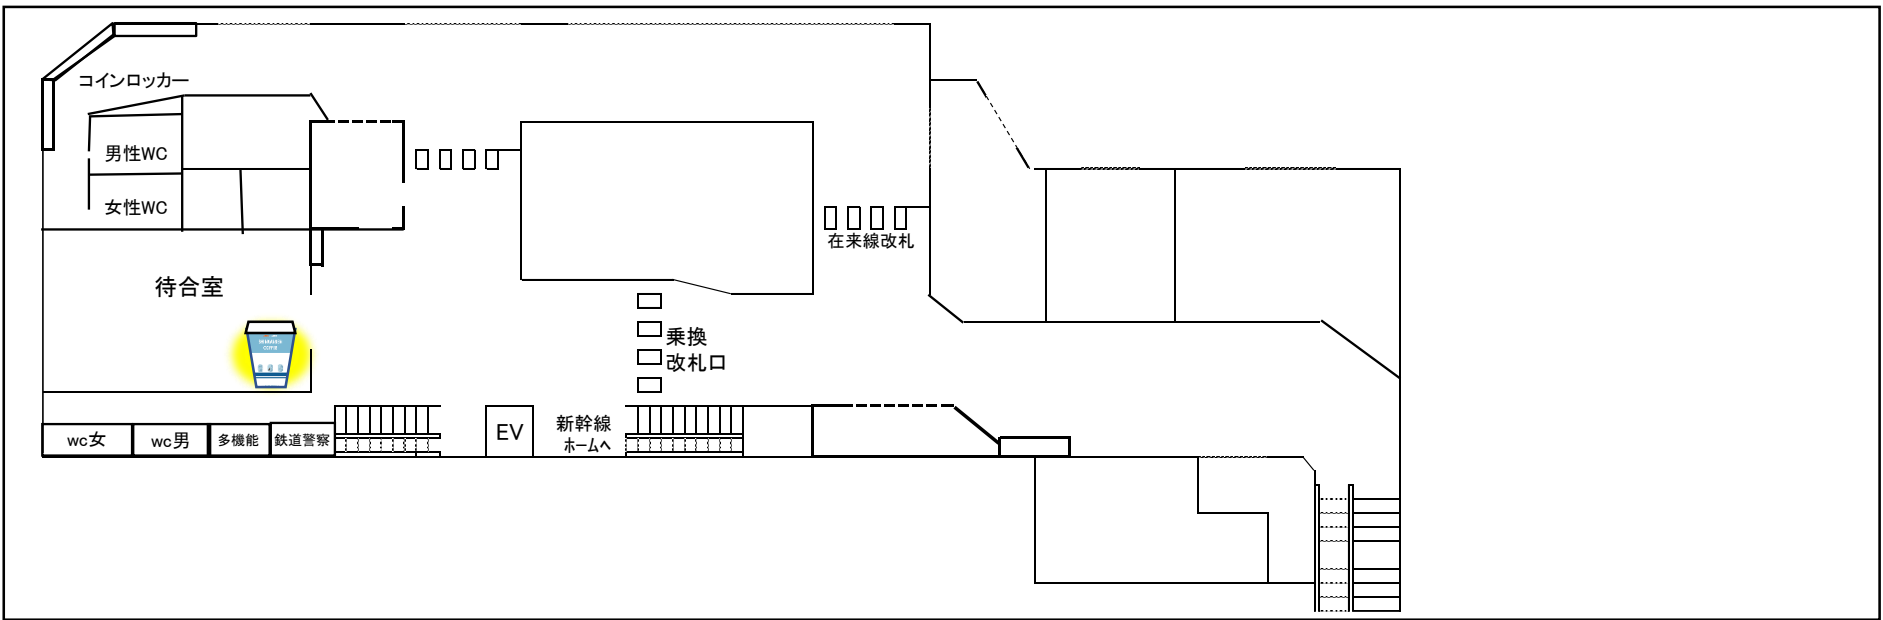 コインロッカー
男性WC
女性WC
在来線改札
待合室
乗換
改札口
新幹線
ホームへ
EV
wc女
wc男
多機能
鉄道警察